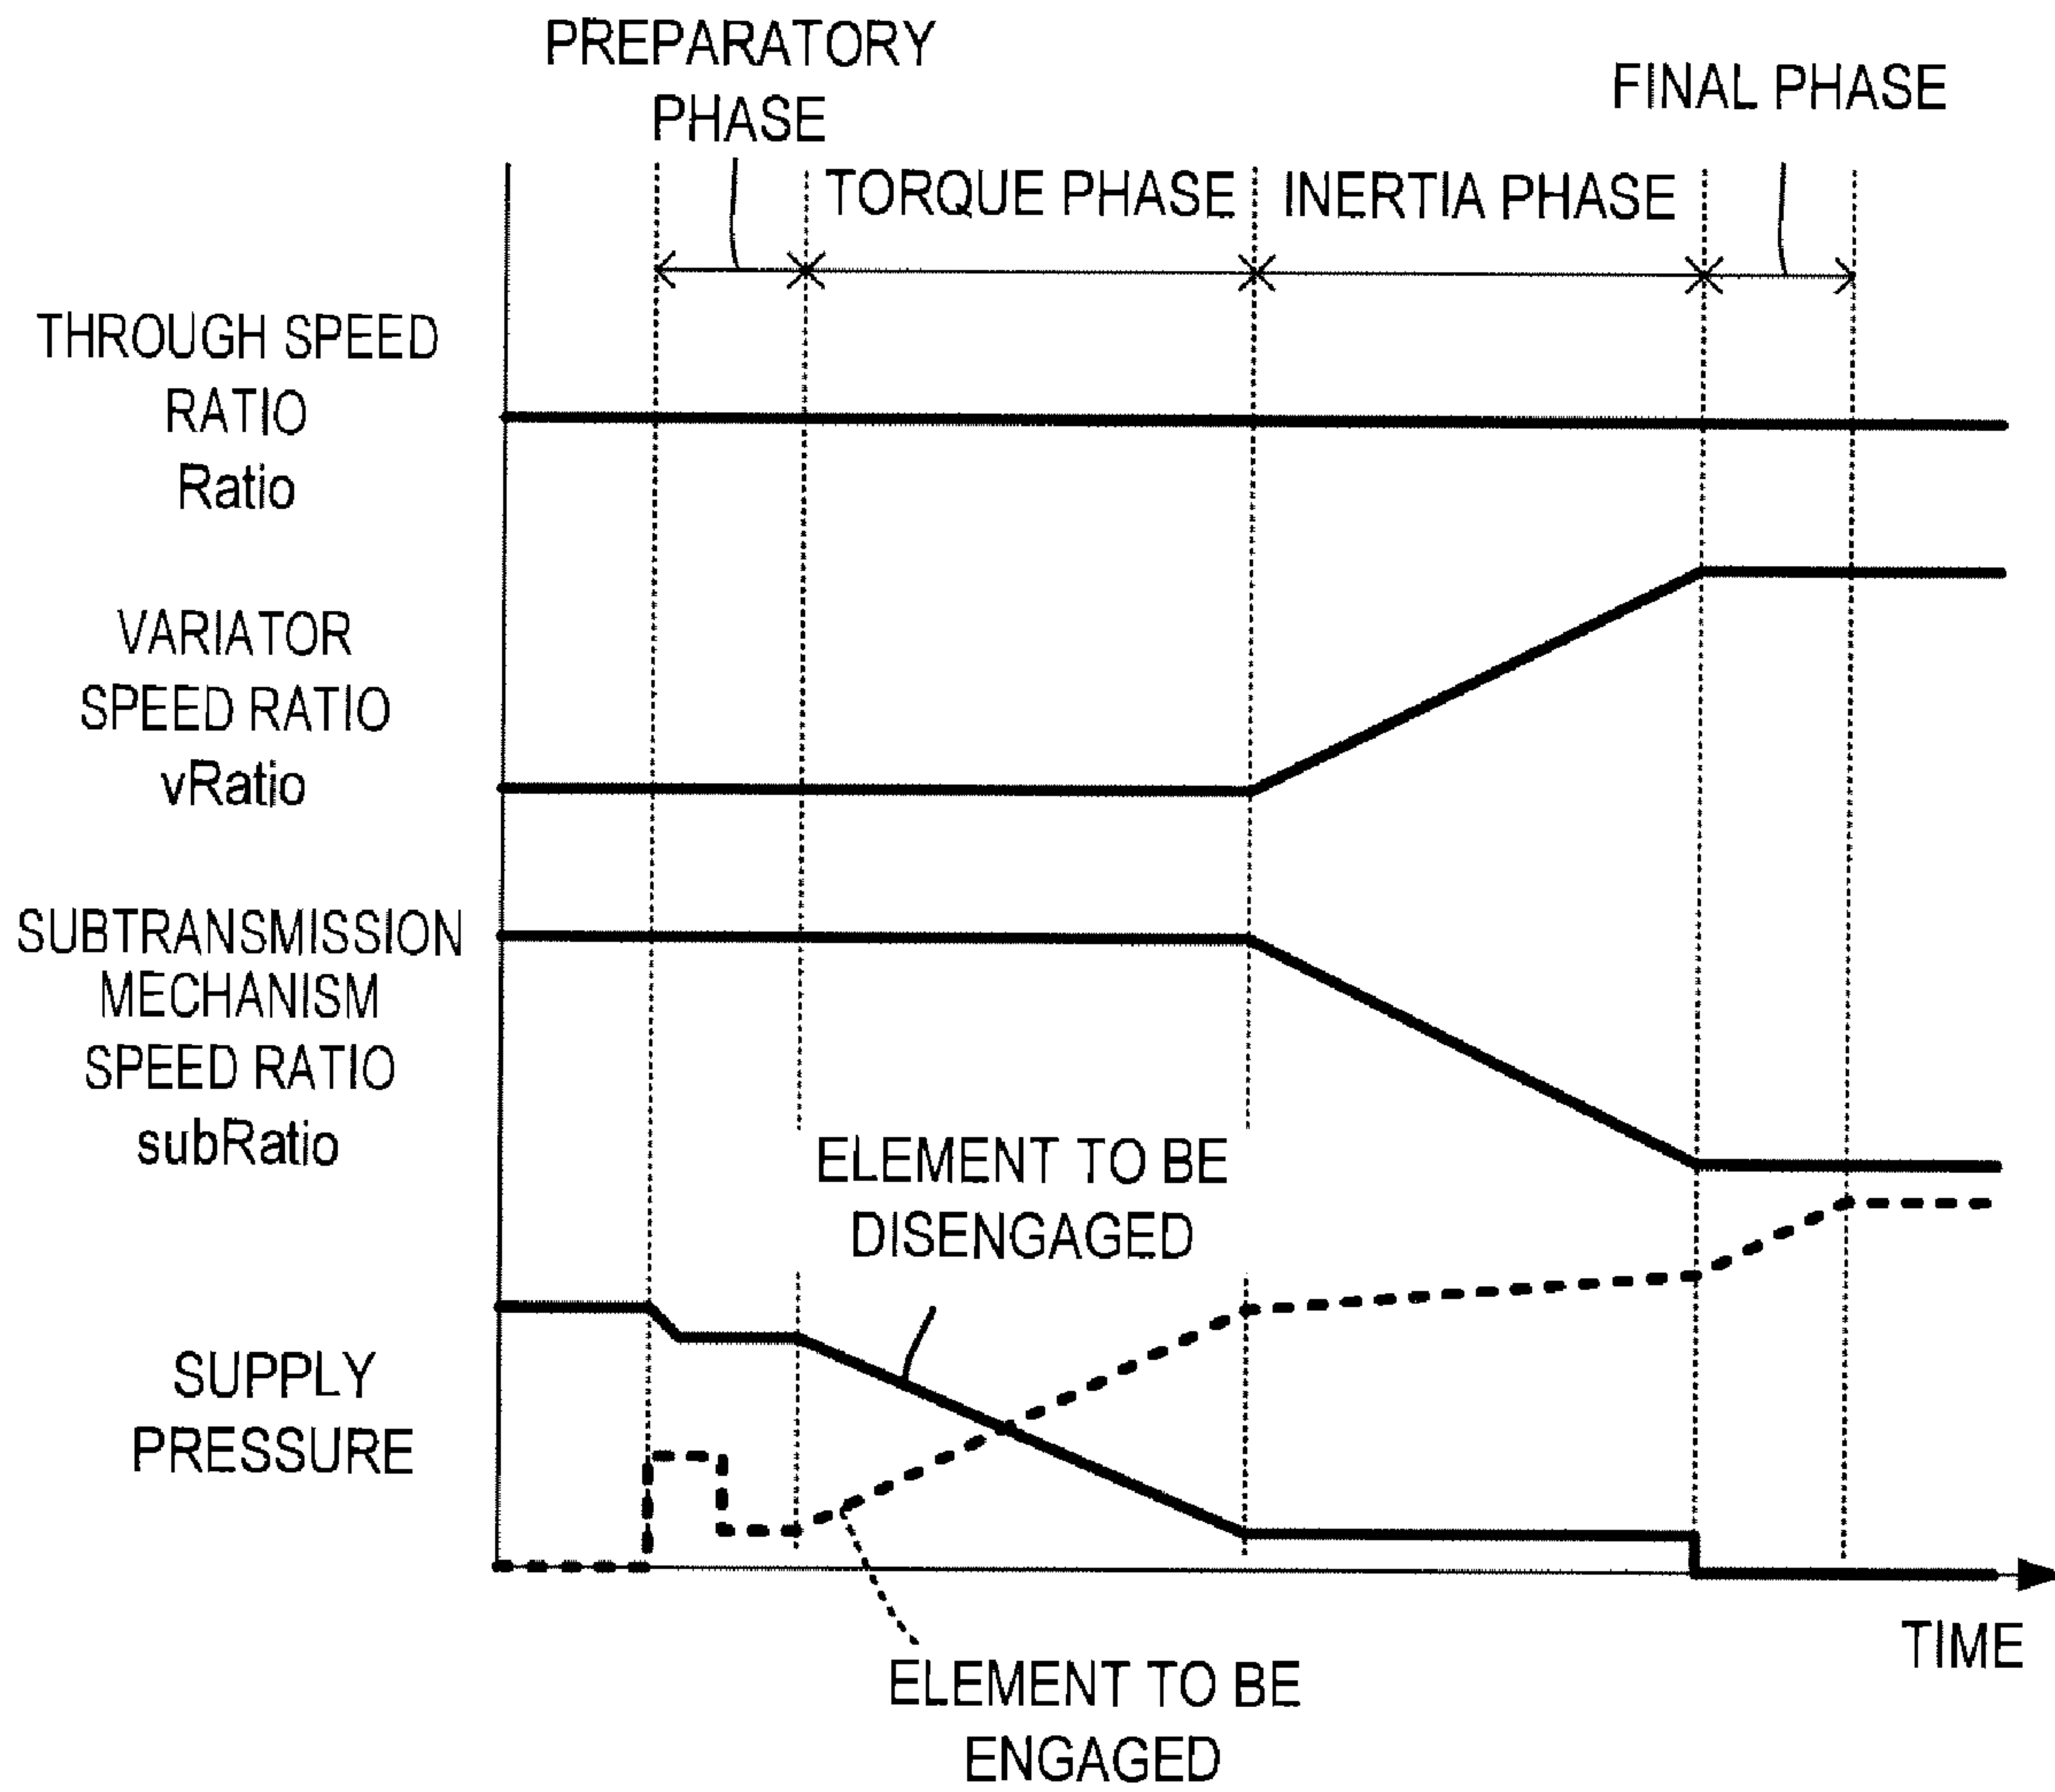 PREPARATORY
PHASE
FINAL PHASE
TORQUE PHASE
INERTIA PHASE
THROUGH SPEED
RATIO
Ratio
VARIATOR
SPEED RATIO
vRatio
SUBTRANSMISSION
MECHANISM
SPEED RATIO
subRatio
ELEMENT TO BE
DISENGAGED
SUPPLY
PRESSURE
TIME
ELEMENT TO BE
ENGAGED